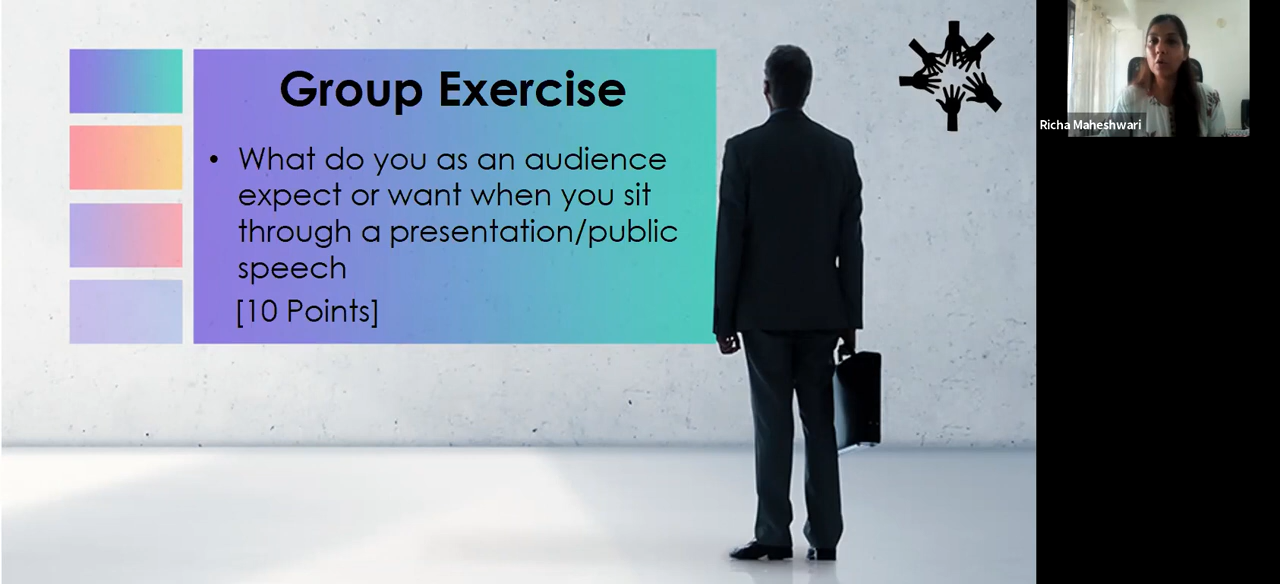 Group Exercise
• What do you as an audience
expect or want when you sit
through a presentation/public
speech
[10 Points]
Richa Maheshwari